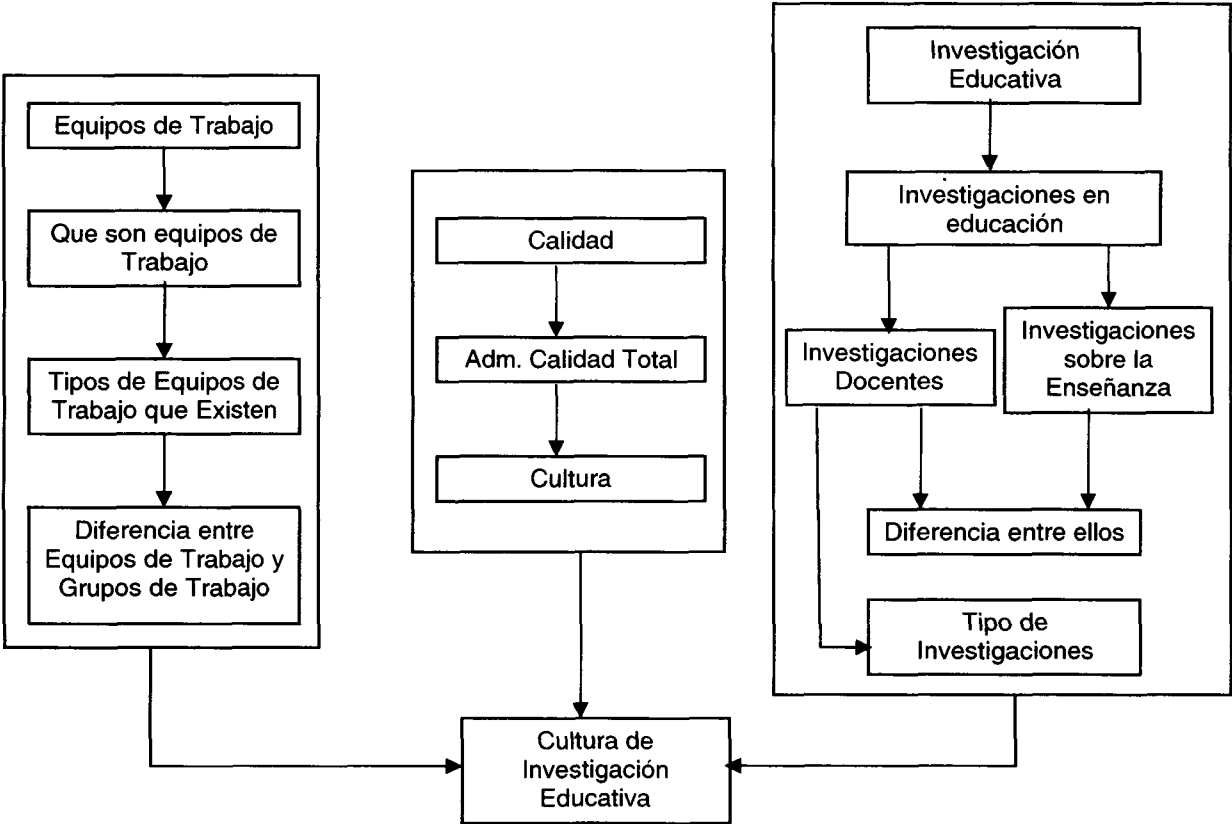 Equipos de Trabajo
Que son equipos de
Trabajo
Tipos de Equipos de
Trabajo que Existen
Diferencia entre
Equipos de Trabajo y
Grupos de Trabajo
Calidad
Adm. Calidad Total
Cultura
Investigación
Educativa
Investigaciones en
educación
Investigaciones
Docentes
Investigaciones
sobre la
Enseñanza
Diferencia entre ellos
Tipo de
Investigaciones
Cultura de
Investigación
Educativa